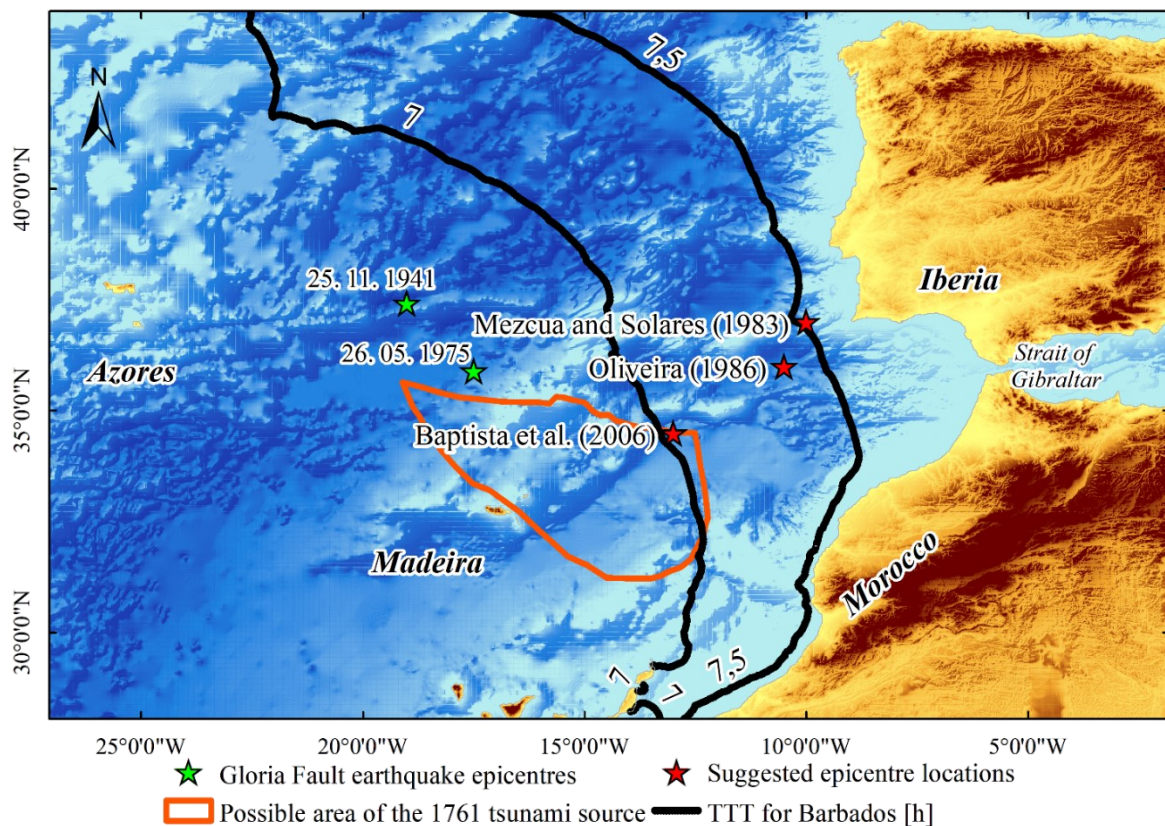 N
7,5
7
40°0'0"N
25. 11. 1941
Iberia
Mezcua and Solares (1983)
26. 05. 1975
Azores
Oliveira (1986)
Strait of
Gibraltar
35°0'0"N
Baptista et al. (2006)
Madeira
Morocco
30°0'0"N
7
7
7,5
25°0'0"W
20°0'0"W
15°0'0"W
10°0'0"W
5°0'0"W
Gloria Fault earthquake epicentres
Suggested epicentre locations
Possible area of the 1761 tsunami source
TTT for Barbados [h]